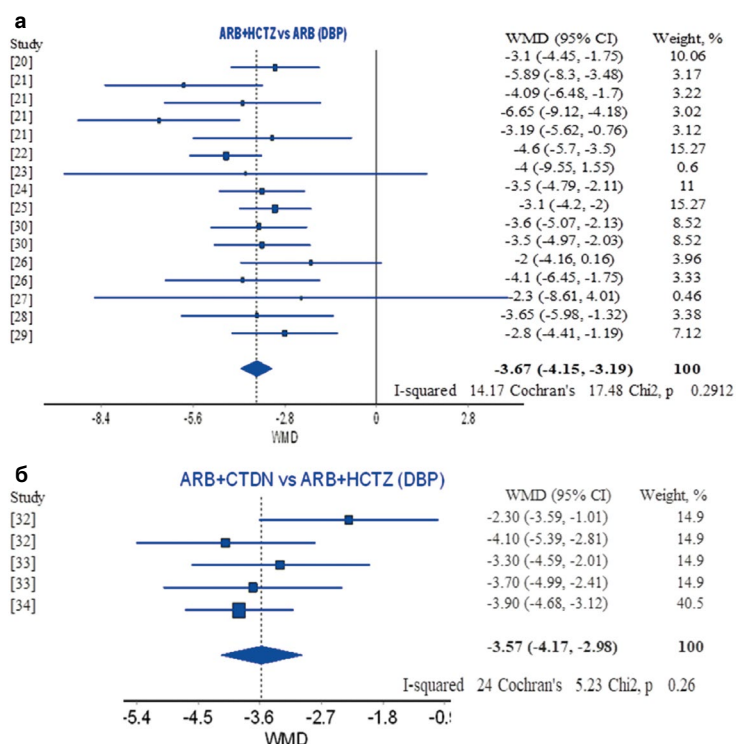 а
ARB+HCTZ vs ARB (DBP)
Study WMD (95% CI) Weight, %
[20] -3.1 (-4.45, -1.75) 10.06
[21] -5.89 (-8.3, -3.48) 3.17
[21] -4.09 (-6.48, -1.7) 3.22
[21] -6.65 (-9.12, -4.18) 3.02
[21] -3.19 (-5.62, -0.76) 3.12
[22] -4.6 (-5.7, -3.5) 15.27
[23] -4 (-9.55, 1.55) 0.6
[24] -3.5 (-4.79, -2.11) 11
[25] -3.1 (-4.2, -2) 15.27
[30] -3.6 (-5.07, -2.13) 8.52
[30] -3.5 (-4.97, -2.03) 8.52
[26] -2 (-4.16, 0.16) 3.96
[26] -4.1 (-6.45, -1.75) 3.33
[27] -2.3 (-8.61, 4.01) 0.46
[28] -3.65 (-5.98, -1.32) 3.38
[29] -2.8 (-4.41, -1.19) 7.12
-3.67 (-4.15, -3.19) 100
I-squared 14.17 Cochran's 17.48 Chi2, p 0.2912
-8.4 -5.6 -2.8 0 2.8
WMD
б
ARB+CTDN vs ARB+HCTZ (DBP)
Study WMD (95% CI) Weight, %
[32] -2.30 (-3.59, -1.01) 14.9
[32] -4.10 (-5.39, -2.81) 14.9
[33] -3.30 (-4.59, -2.01) 14.9
[33] -3.70 (-4.99, -2.41) 14.9
[34] -3.90 (-4.68, -3.12) 40.5
-3.57 (-4.17, -2.98) 100
I-squared 24 Cochran's 5.23 Chi2, p 0.26
-5.4 -4.5 -3.6 -2.7 -1.8
WMD